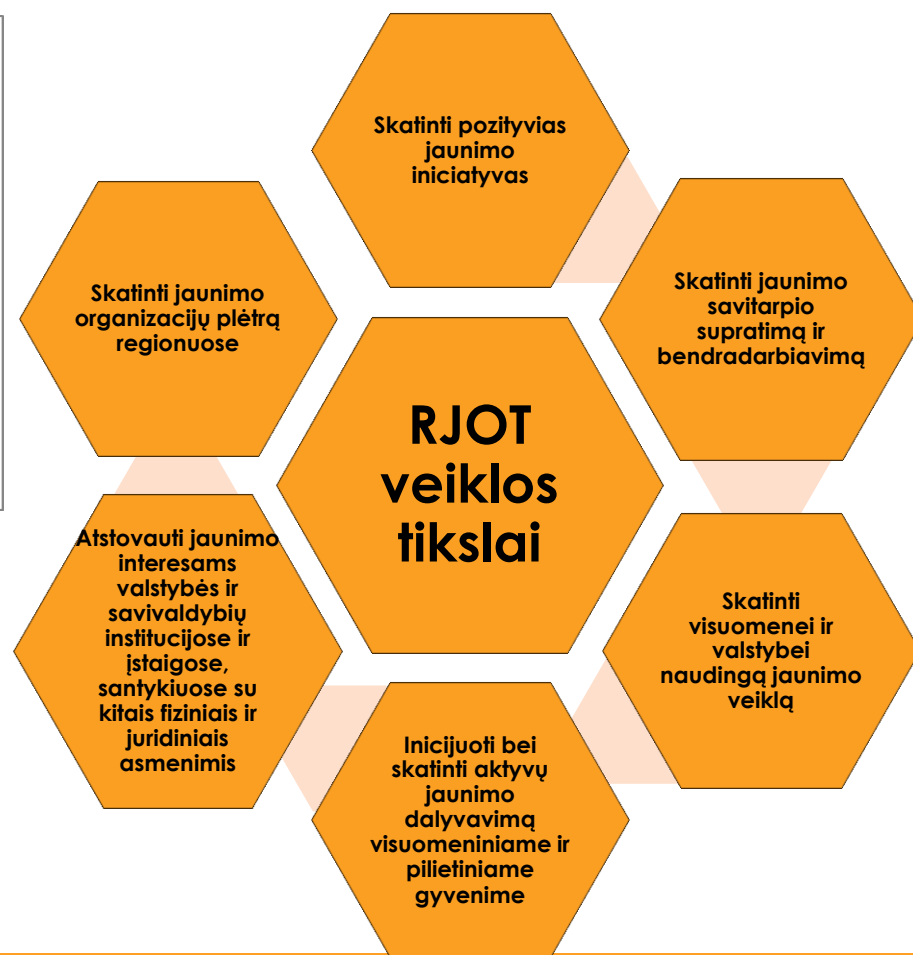 Skatinti pozityvias
jaunimo
iniciatyvas
Skatinti jaunimo
savitarpio
supratimą ir
bendradarbiavimą
Skatinti
visuomenei ir
valstybei
naudingą jaunimo
veiklą
Inicijuoti bei
skatinti aktyvų
jaunimo
dalyvavimą
visuomeniniame ir
pilietiniame
gyvenime
Atstovauti jaunimo
interesams
valstybės ir
savivaldybių
institucijose ir
įstaigose,
santykiuose su
kitais fiziniais ir
juridiniais
asmenimis
Skatinti jaunimo
organizacijų plėtrą
regionuose
RJOT
veiklos
tikslai